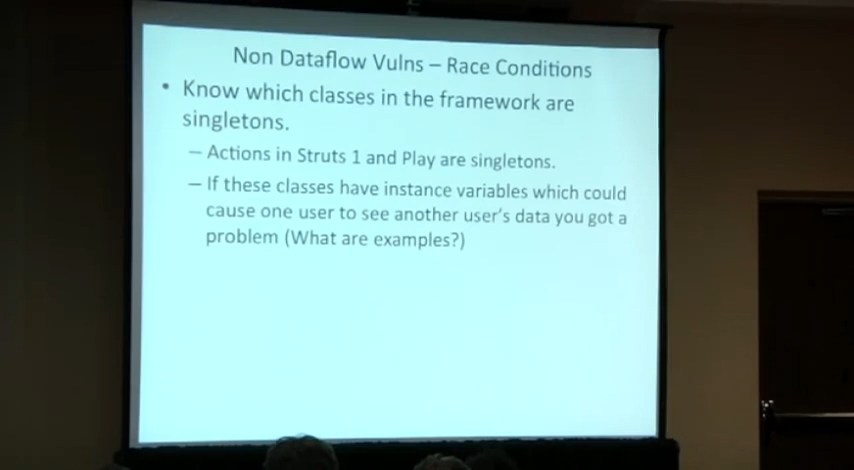 Non Dataflow Vulns – Race Conditions
• Know which classes in the framework are
singletons.
– Actions in Struts 1 and Play are singletons.
– If these classes have instance variables which could
cause one user to see another user's data you got a
problem (What are examples?)